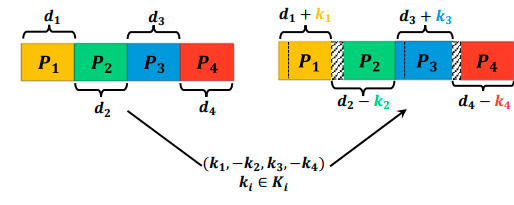 d₁ d₃ d₁ + k₁ d₃ + k₃
P₁ P₂ P₃ P₄ P₁ P₂ P₃ P₄
d₂ d₄ d₂ − k₂ d₄ − k₄
(k₁, −k₂, k₃, −k₄)
kᵢ ∈ Kᵢ